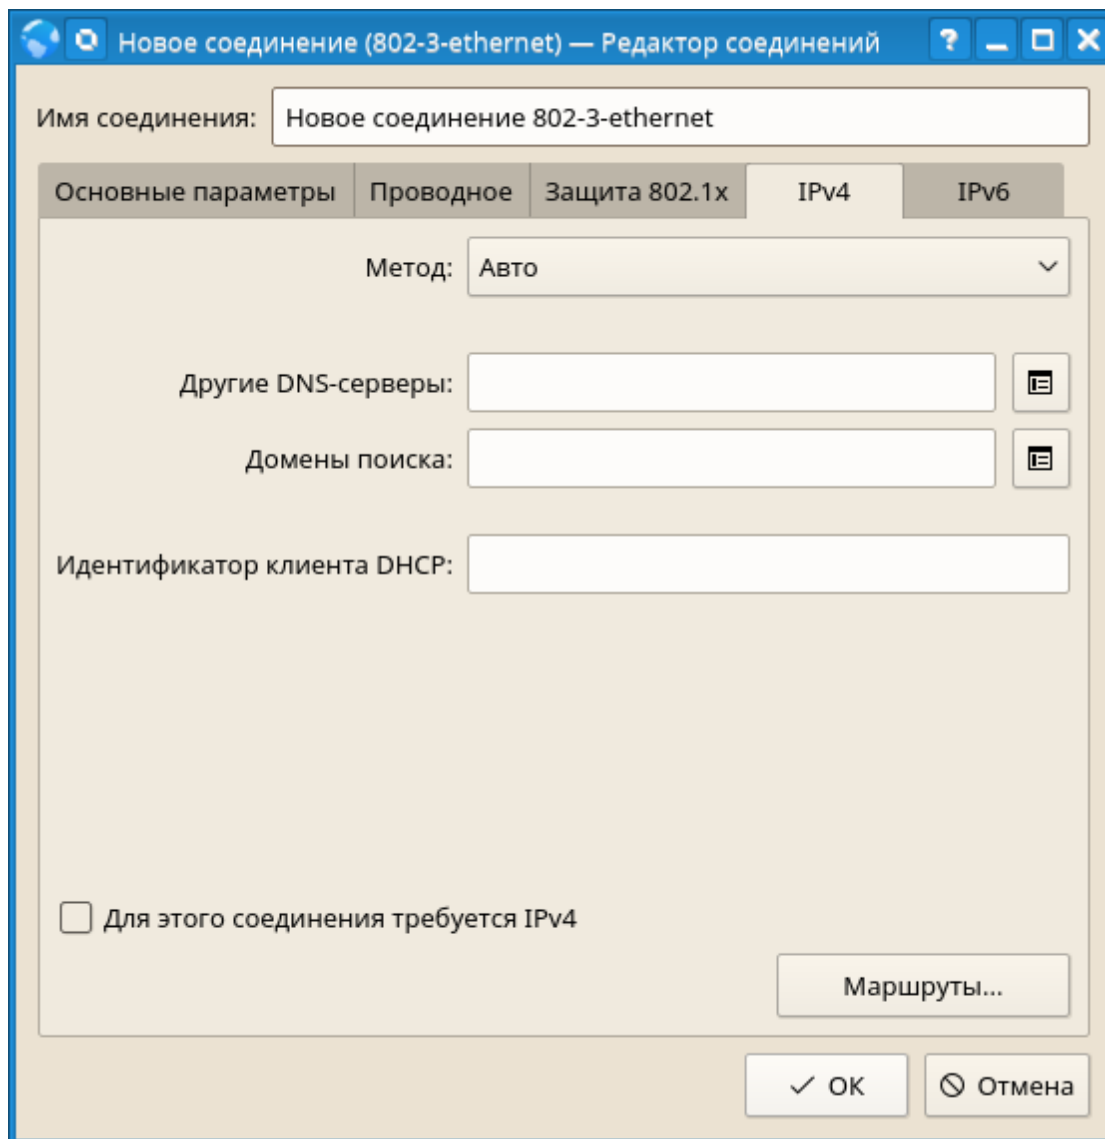 Новое соединение (802-3-ethernet) — Редактор соединений
Имя соединения: Новое соединение 802-3-ethernet
Основные параметры Проводное Защита 802.1x IPv4 IPv6
Метод: Авто
Другие DNS-серверы:
Домены поиска:
Идентификатор клиента DHCP:
Для этого соединения требуется IPv4
Маршруты...
ОК Отмена